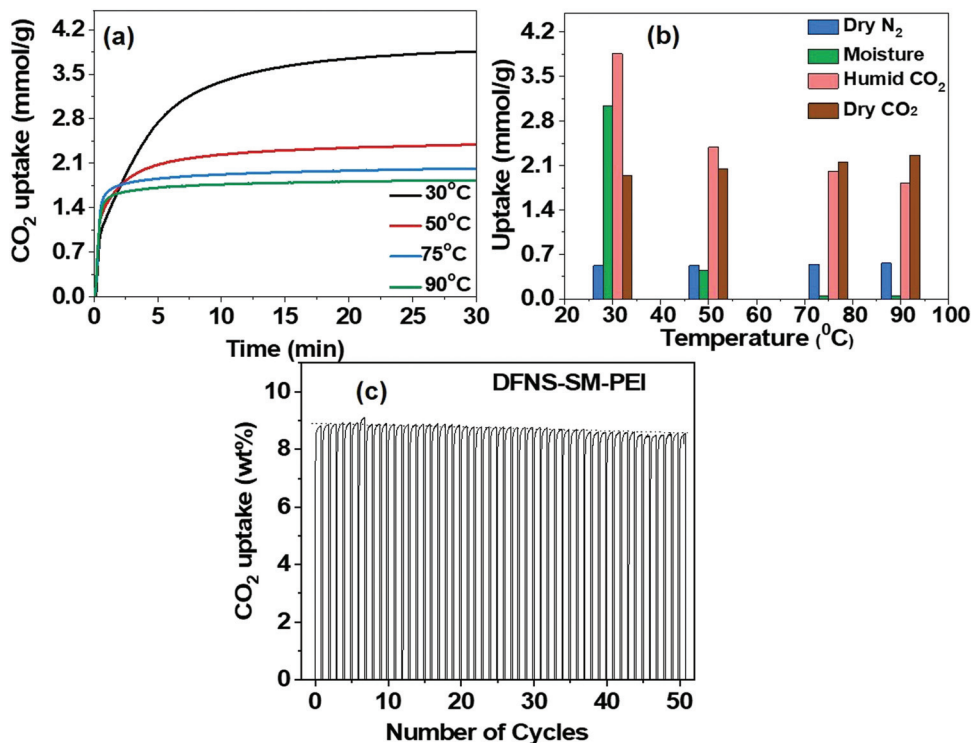 (a)
CO2 uptake (mmol/g)
4.2
3.5
2.8
2.1
1.4
0.7
0.0
30°C
50°C
75°C
90°C
0 5 10 15 20 25 30
Time (min)
(b)
Uptake (mmol/g)
4.2
3.5
2.8
2.1
1.4
0.7
0.0
Dry N2
Moisture
Humid CO2
Dry CO2
20 30 40 50 60 70 80 90 100
Temperature (⁰C)
(c)
DFNS-SM-PEI
CO2 uptake (wt%)
10
8
6
4
2
0
0 10 20 30 40 50
Number of Cycles